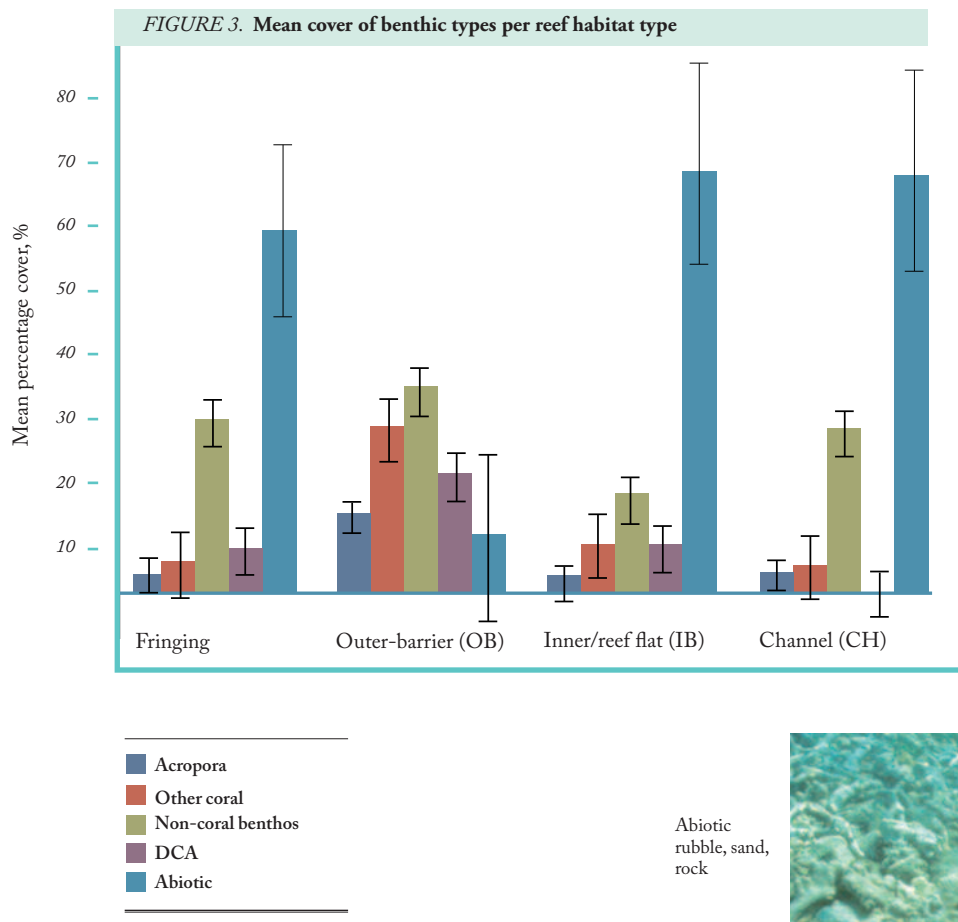 FIGURE 3. Mean cover of benthic types per reef habitat type
Mean percentage cover, %
80
70
60
50
40
30
20
10
Fringing
Outer-barrier (OB)
Inner/reef flat (IB)
Channel (CH)
Acropora
Other coral
Non-coral benthos
DCA
Abiotic
Abiotic
rubble, sand,
rock